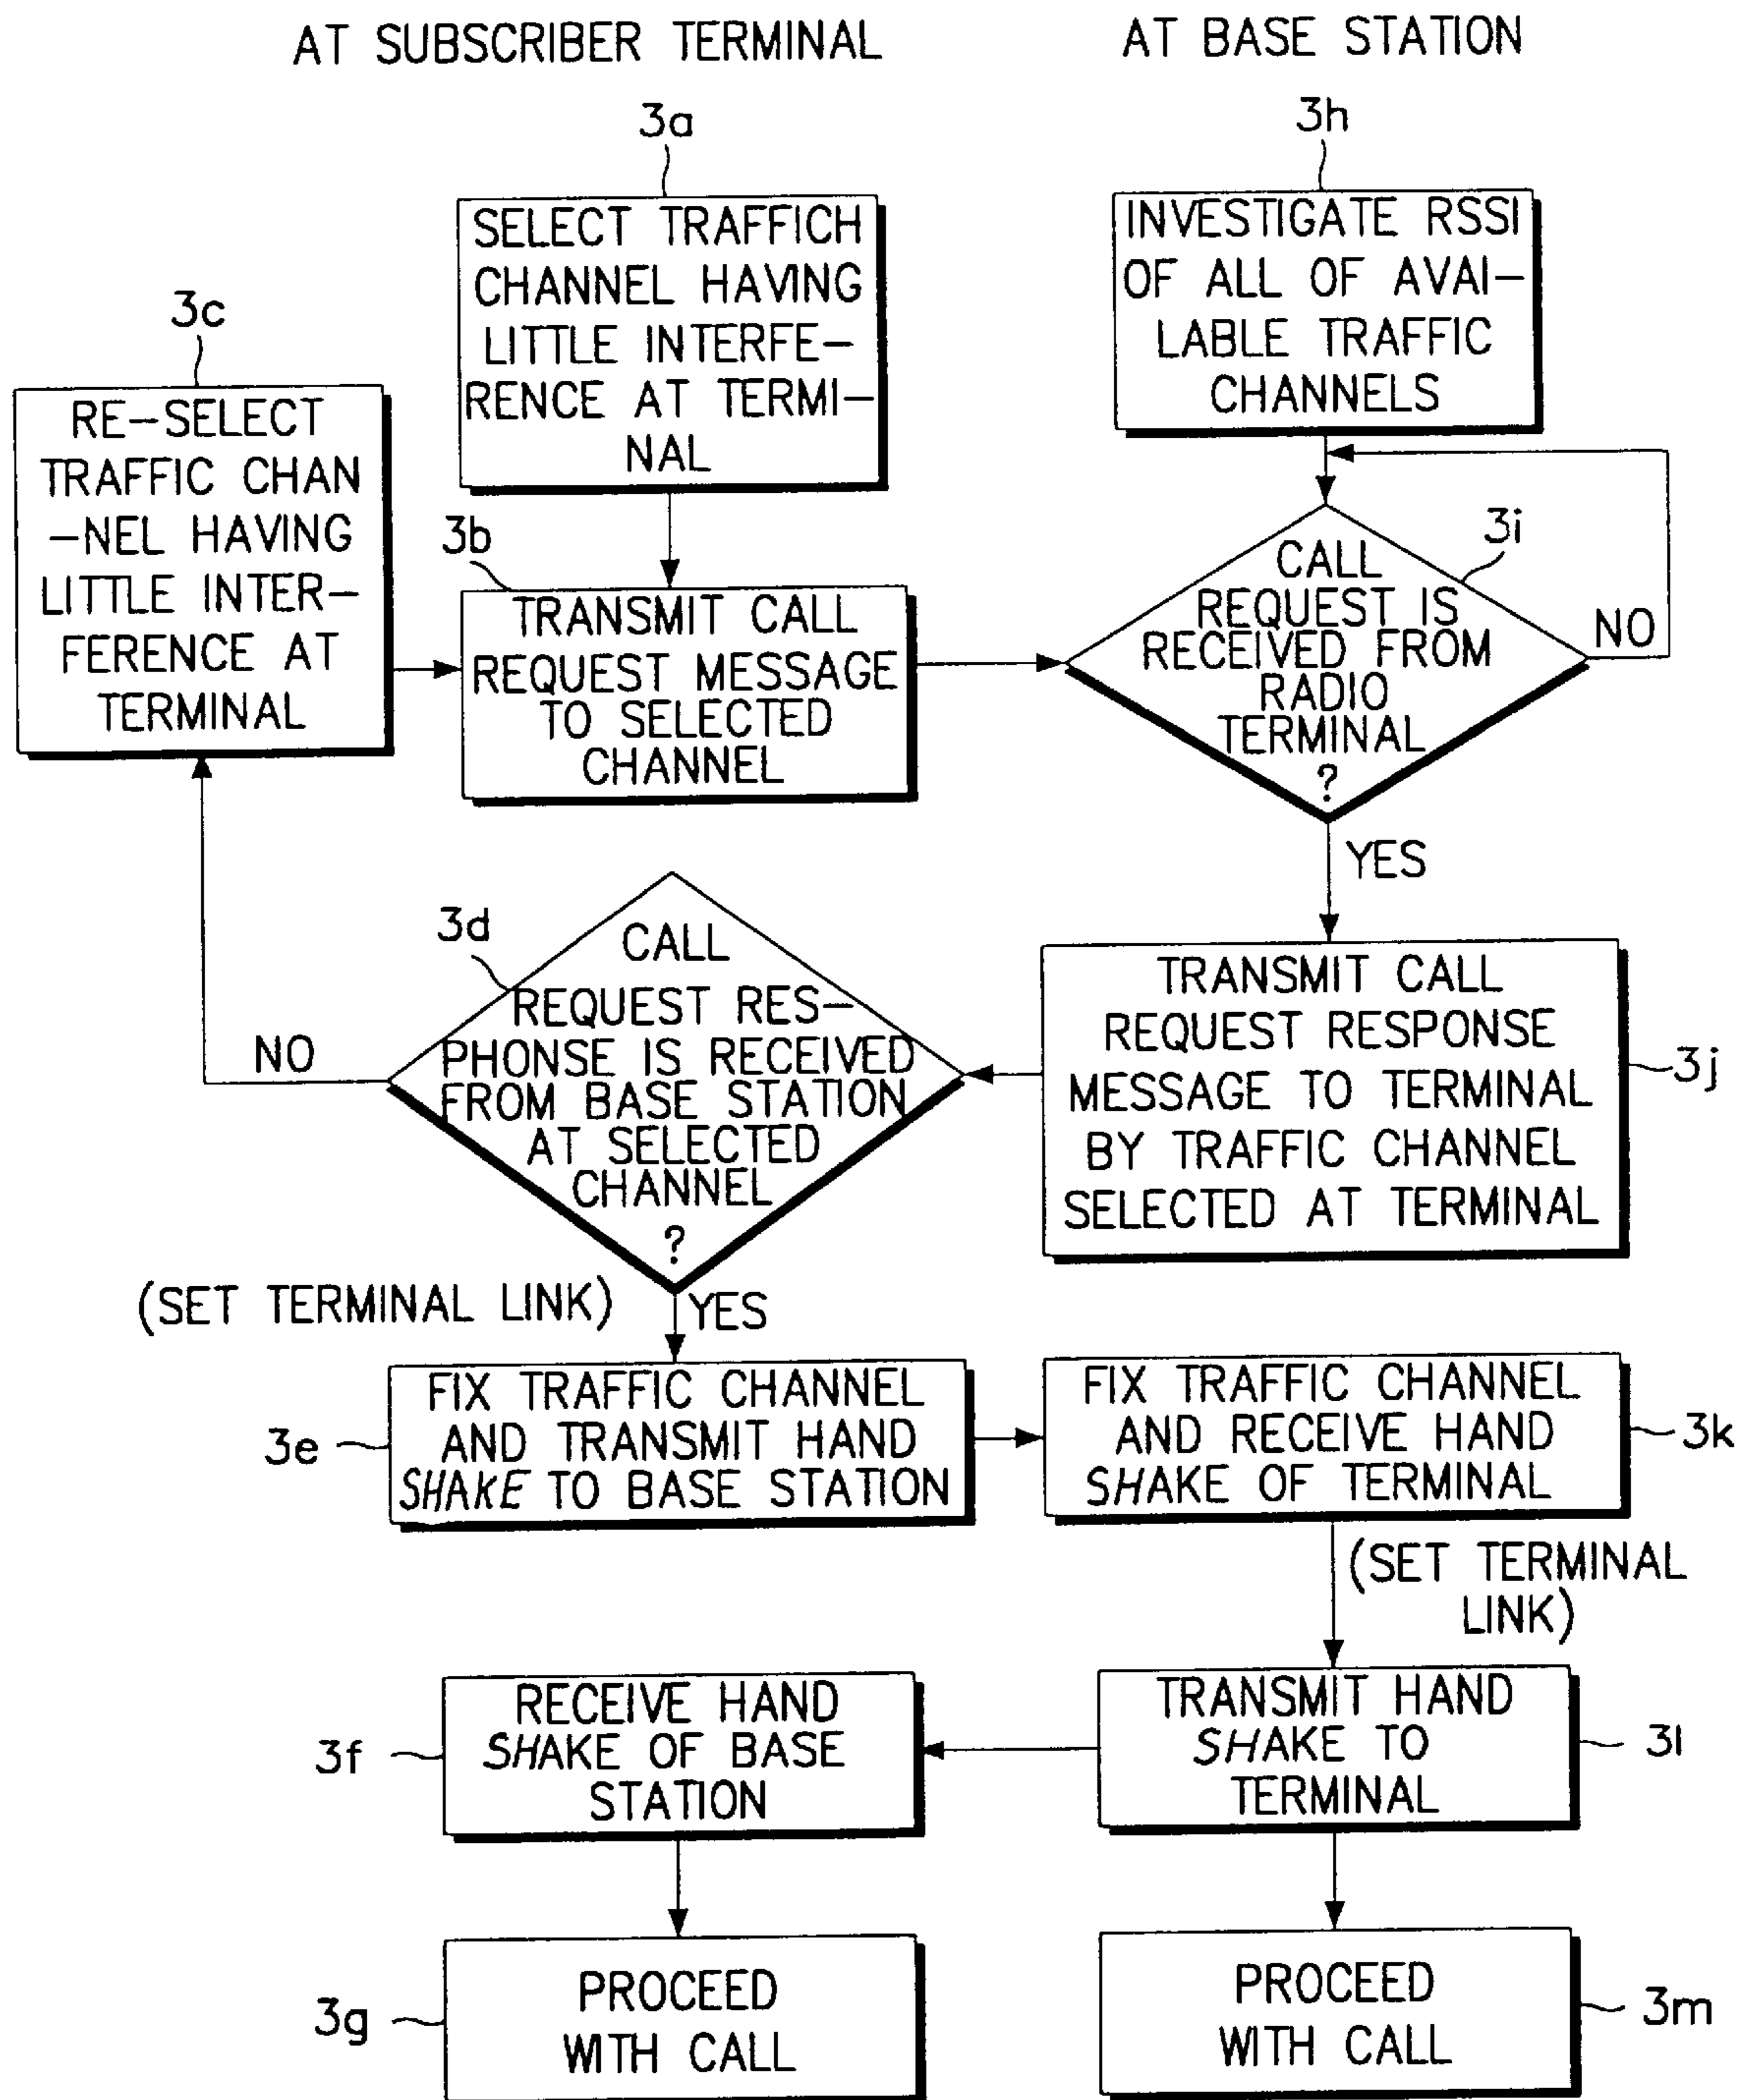 AT SUBSCRIBER TERMINAL
AT BASE STATION
3a
SELECT TRAFFICH
CHANNEL HAVING
LITTLE INTERFE-
RENCE AT TERMI-
NAL
3h
INVESTIGATE RSSI
OF ALL OF AVAI-
LABLE TRAFFIC
CHANNELS
3c
RE-SELECT
TRAFFIC CHAN
-NEL HAVING
LITTLE INTER-
FERENCE AT
TERMINAL
3b
TRANSMIT CALL
REQUEST MESSAGE
TO SELECTED
CHANNEL
3i
CALL
REQUEST IS
RECEIVED FROM
RADIO
TERMINAL
?
NO
YES
3d
CALL
REQUEST RES-
PHONSE IS RECEIVED
FROM BASE STATION
AT SELECTED
CHANNEL
?
NO
TRANSMIT CALL
REQUEST RESPONSE
MESSAGE TO TERMINAL
BY TRAFFIC CHANNEL
SELECTED AT TERMINAL
3j
(SET TERMINAL LINK)
YES
3e
FIX TRAFFIC CHANNEL
AND TRANSMIT HAND
SHAKE TO BASE STATION
FIX TRAFFIC CHANNEL
AND RECEIVE HAND
SHAKE OF TERMINAL
3k
(SET TERMINAL
LINK)
3f
RECEIVE HAND
SHAKE OF BASE
STATION
TRANSMIT HAND
SHAKE TO
TERMINAL
3l
3g
PROCEED
WITH CALL
PROCEED
WITH CALL
3m